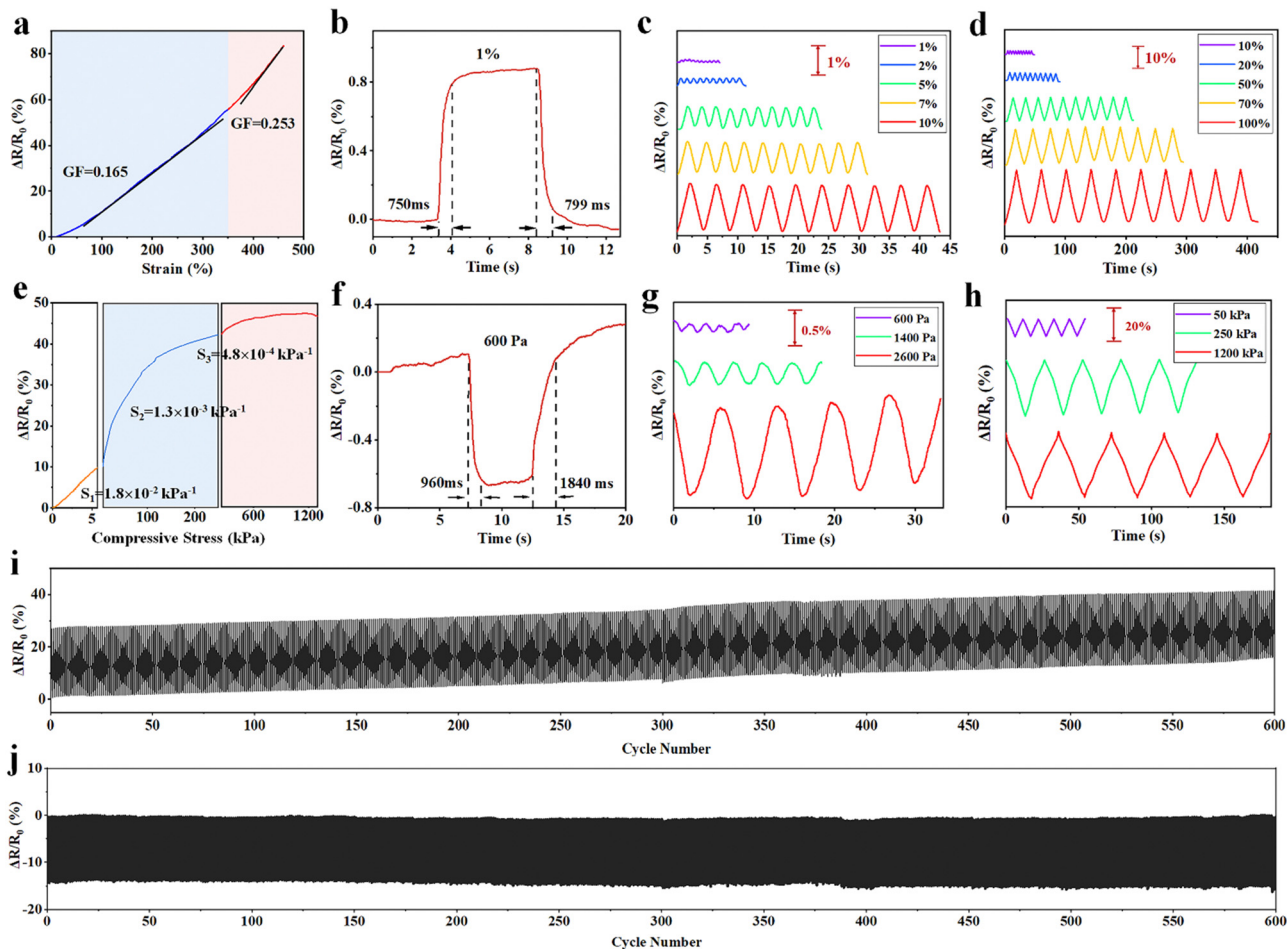 a
ΔR/R0 (%)
80
60
40
20
0
GF=0.165
GF=0.253
0 100 200 300 400 500
Strain (%)
b
ΔR/R0 (%)
0.8
0.4
0.0
1%
750ms
799 ms
0 2 4 6 8 10 12
Time (s)
c
ΔR/R0 (%)
1%
1%
2%
5%
7%
10%
0 5 10 15 20 25 30 35 40 45
Time (s)
d
ΔR/R0 (%)
10%
10%
20%
50%
70%
100%
0 100 200 300 400
Time (s)
e
ΔR/R0 (%)
50
40
30
20
10
0
S3=4.8×10-4 kPa-1
S2=1.3×10-3 kPa-1
S1=1.8×10-2 kPa-1
0 5 100 200 600 1200
Compressive Stress (kPa)
f
ΔR/R0 (%)
0.4
0.0
-0.4
-0.8
600 Pa
960ms
1840 ms
0 5 10 15 20
Time (s)
g
ΔR/R0 (%)
0.5%
600 Pa
1400 Pa
2600 Pa
0 10 20 30
Time (s)
h
ΔR/R0 (%)
20%
50 kPa
250 kPa
1200 kPa
0 50 100 150
Time (s)
i
ΔR/R0 (%)
40
20
0
0 50 100 150 200 250 300 350 400 450 500 550 600
Cycle Number
j
ΔR/R0 (%)
10
0
-10
-20
0 50 100 150 200 250 300 350 400 450 500 550 600
Cycle Number